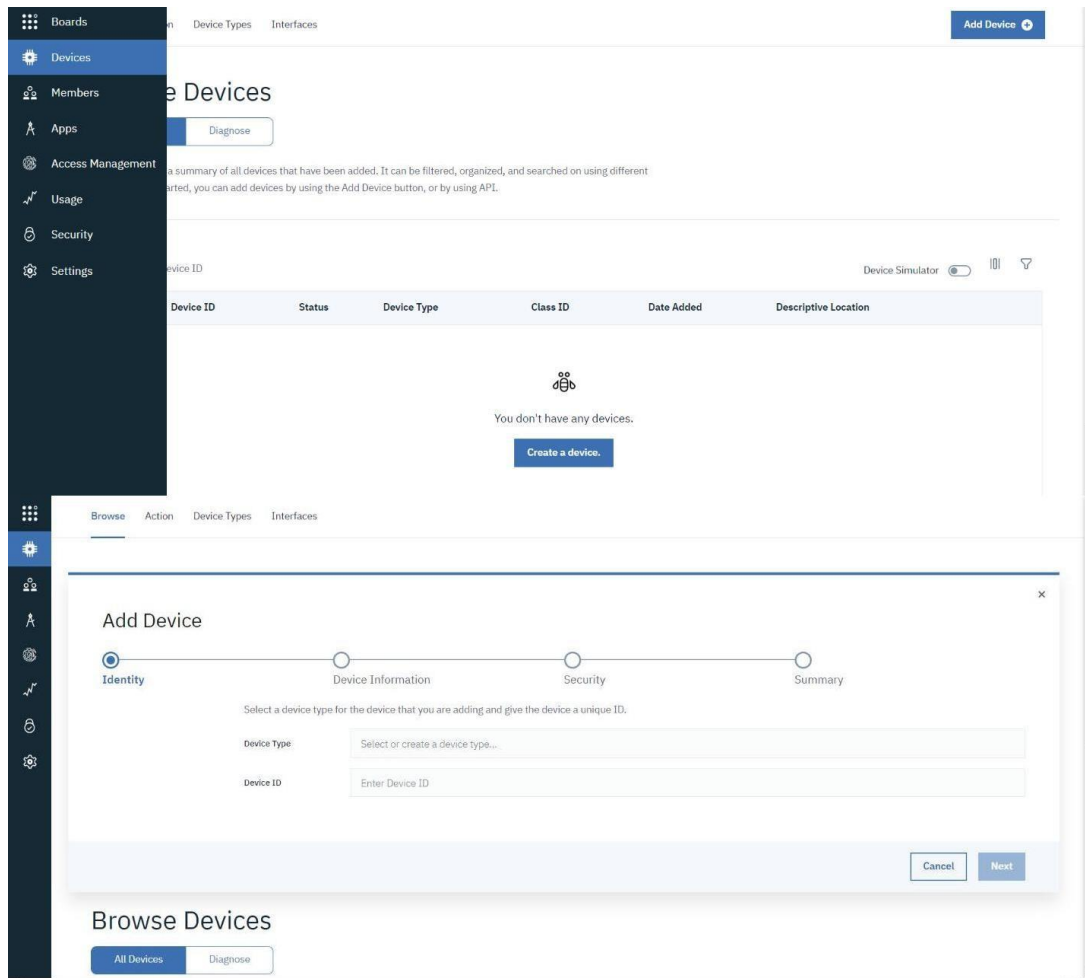 Boards
n Device Types Interfaces
Add Device
Devices
Members
e Devices
Apps
Diagnose
Access Management
a summary of all devices that have been added. It can be filtered, organized, and searched on using different
arted, you can add devices by using the Add Device button, or by using API.
Usage
Security
Settings
evice ID
Device Simulator
Device ID Status Device Type Class ID Date Added Descriptive Location
You don't have any devices.
Create a device.
Browse Action Device Types Interfaces
×
Add Device
Identity Device Information Security Summary
Select a device type for the device that you are adding and give the device a unique ID.
Device Type Select or create a device type...
Device ID Enter Device ID
Cancel Next
Browse Devices
All Devices Diagnose